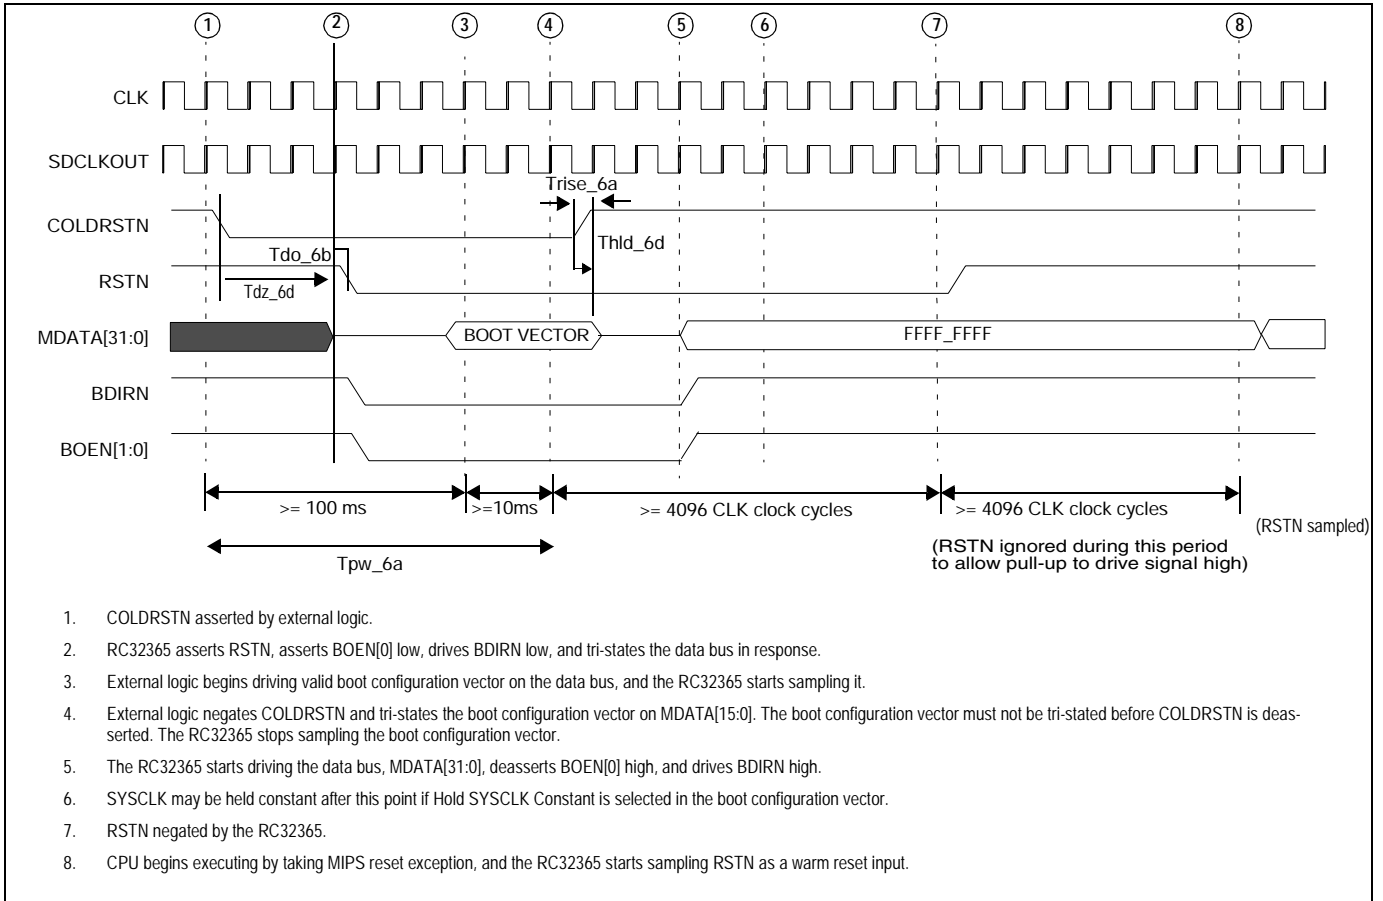 1 2 3 4 5 6 7 8
CLK
SDCLKOUT
Trise_6a
COLDRSTN
Thld_6d
Tdo_6b
RSTN
Tdz_6d
MDATA[31:0]
BOOT VECTOR
FFFF_FFFF
BDIRN
BOEN[1:0]
>= 100 ms
>=10ms
>= 4096 CLK clock cycles
>= 4096 CLK clock cycles
(RSTN sampled)
(RSTN ignored during this period
to allow pull-up to drive signal high)
Tpw_6a
1. COLDRSTN asserted by external logic.
2. RC32365 asserts RSTN, asserts BOEN[0] low, drives BDIRN low, and tri-states the data bus in response.
3. External logic begins driving valid boot configuration vector on the data bus, and the RC32365 starts sampling it.
4. External logic negates COLDRSTN and tri-states the boot configuration vector on MDATA[15:0]. The boot configuration vector must not be tri-stated before COLDRSTN is deas-
serted. The RC32365 stops sampling the boot configuration vector.
5. The RC32365 starts driving the data bus, MDATA[31:0], deasserts BOEN[0] high, and drives BDIRN high.
6. SYSCLK may be held constant after this point if Hold SYSCLK Constant is selected in the boot configuration vector.
7. RSTN negated by the RC32365.
8. CPU begins executing by taking MIPS reset exception, and the RC32365 starts sampling RSTN as a warm reset input.